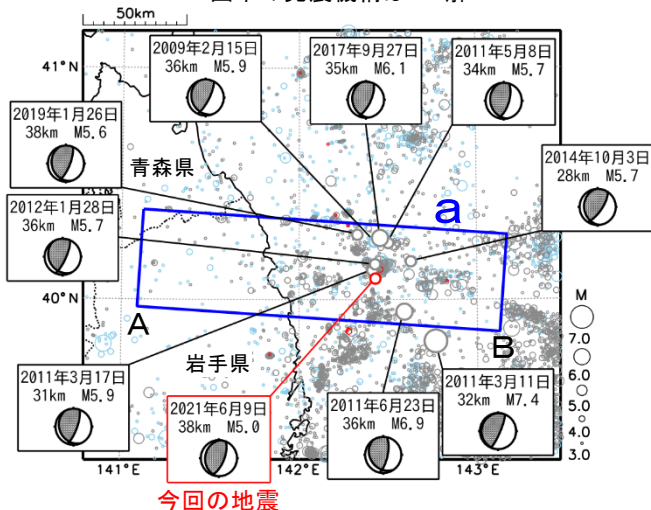 50km
2009年2月15日
36km M5.9
2017年9月27日
35km M6.1
2011年5月8日
34km M5.7
41°N
2019年1月26日
38km M5.6
青森県
2014年10月3日
28km M5.7
2012年1月28日
36km M5.7
a
40°N
A
B
M
7.0
6.0
5.0
4.0
3.0
岩手県
2011年3月17日
31km M5.9
2021年6月9日
38km M5.0
2011年6月23日
36km M6.9
2011年3月11日
32km M7.4
141°E
142°E
143°E
今回の地震